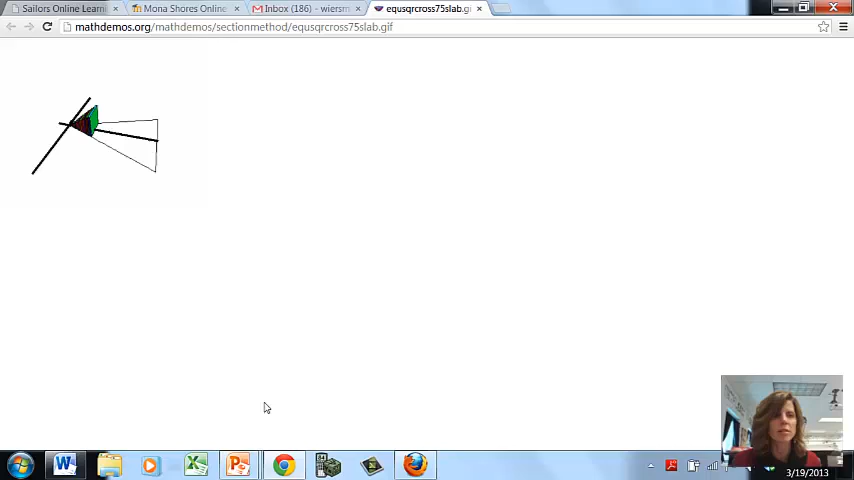 Sailors Online Learni
Mona Shores Online
Inbox (186) - wiersm
equsqrcross75slab.gi
mathdemos.org/mathdemos/sectionmethod/equsqrcross75slab.gif
3/19/2013